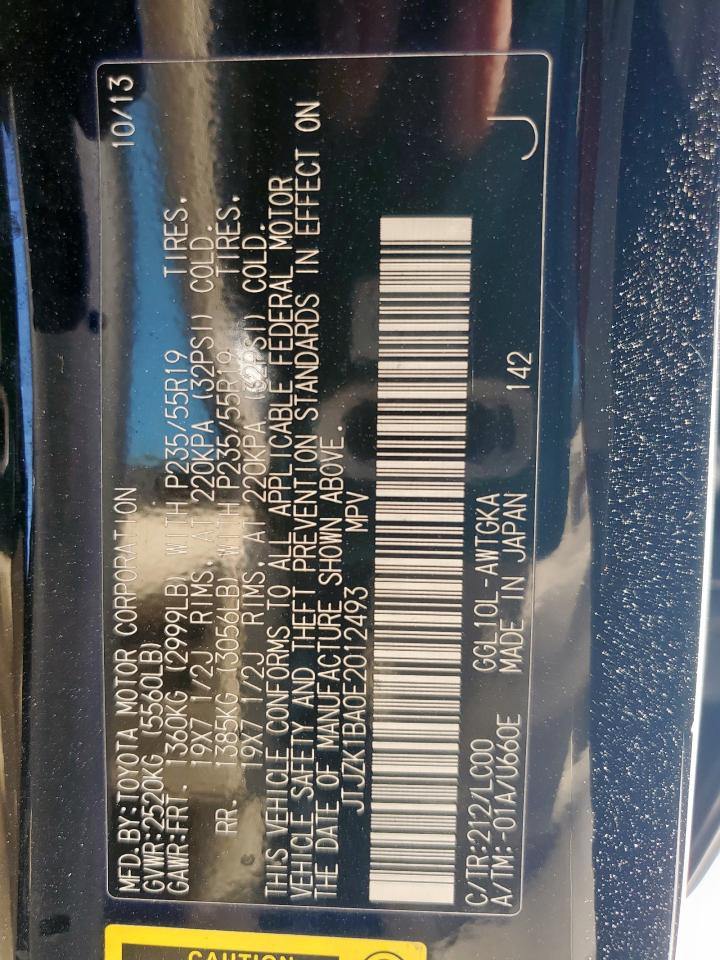 MFD.BY:TOYOTA MOTOR CORPORATION 10/13
GVWR:2520KG (5560LB)
GAWR:FRT. 1360KG (2999LB) WITH P235/55R19 TIRES.
19X7 1/2J RIMS, AT 220KPA (32PSI) COLD.
RR. 1385KG (3056LB) WITH P235/55R19 TIRES.
19X7 1/2J RIMS, AT 220KPA (32PSI) COLD.
THIS VEHICLE CONFORMS TO ALL APPLICABLE FEDERAL MOTOR
VEHICLE SAFETY AND THEFT PREVENTION STANDARDS IN EFFECT ON
THE DATE OF MANUFACTURE SHOWN ABOVE.
JTJZK1BA0E2012493 MPV
C/TR:212/LC00 GGL10L-AWTGKA
A/TM:-01A/U660E MADE IN JAPAN 142 J
CAUTION